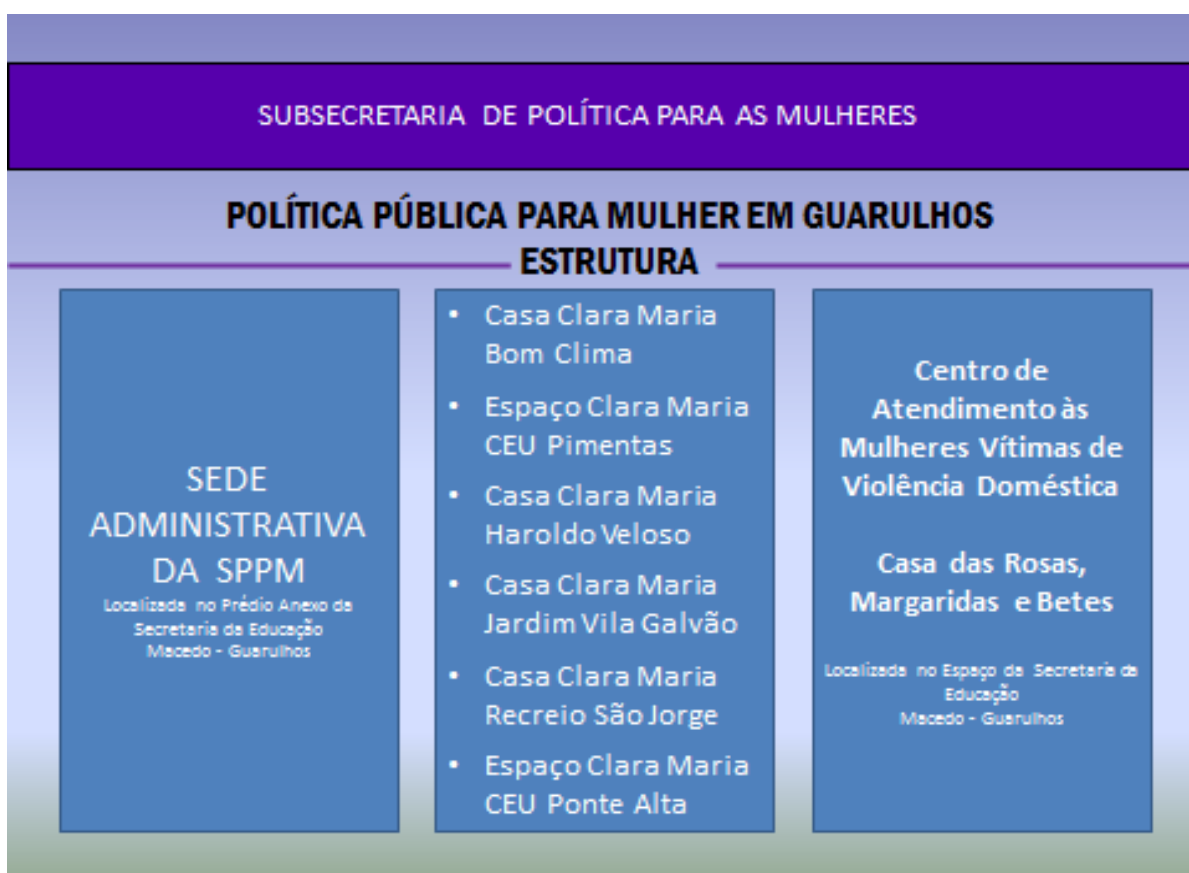 SUBSECRETARIA DE POLÍTICA PARA AS MULHERES
POLÍTICA PÚBLICA PARA MULHER EM GUARULHOS
ESTRUTURA
SEDE
ADMINISTRATIVA
DA SPPM
Localizada no Prédio Anexo da
Secretaria da Educação
Macedo - Guarulhos
• Casa Clara Maria
Bom Clima
• Espaço Clara Maria
CEU Pimentas
• Casa Clara Maria
Haroldo Veloso
• Casa Clara Maria
Jardim Vila Galvão
• Casa Clara Maria
Recreio São Jorge
• Espaço Clara Maria
CEU Ponte Alta
Centro de
Atendimento às
Mulheres Vítimas de
Violência Doméstica
Casa das Rosas,
Margaridas e Betes
Localizada no Espaço da Secretaria da
Educação
Macedo - Guarulhos